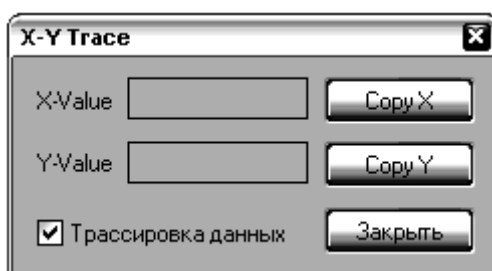 X-Y Trace
X-Value Copy X
Y-Value Copy Y
Трассировка данных Закрыть